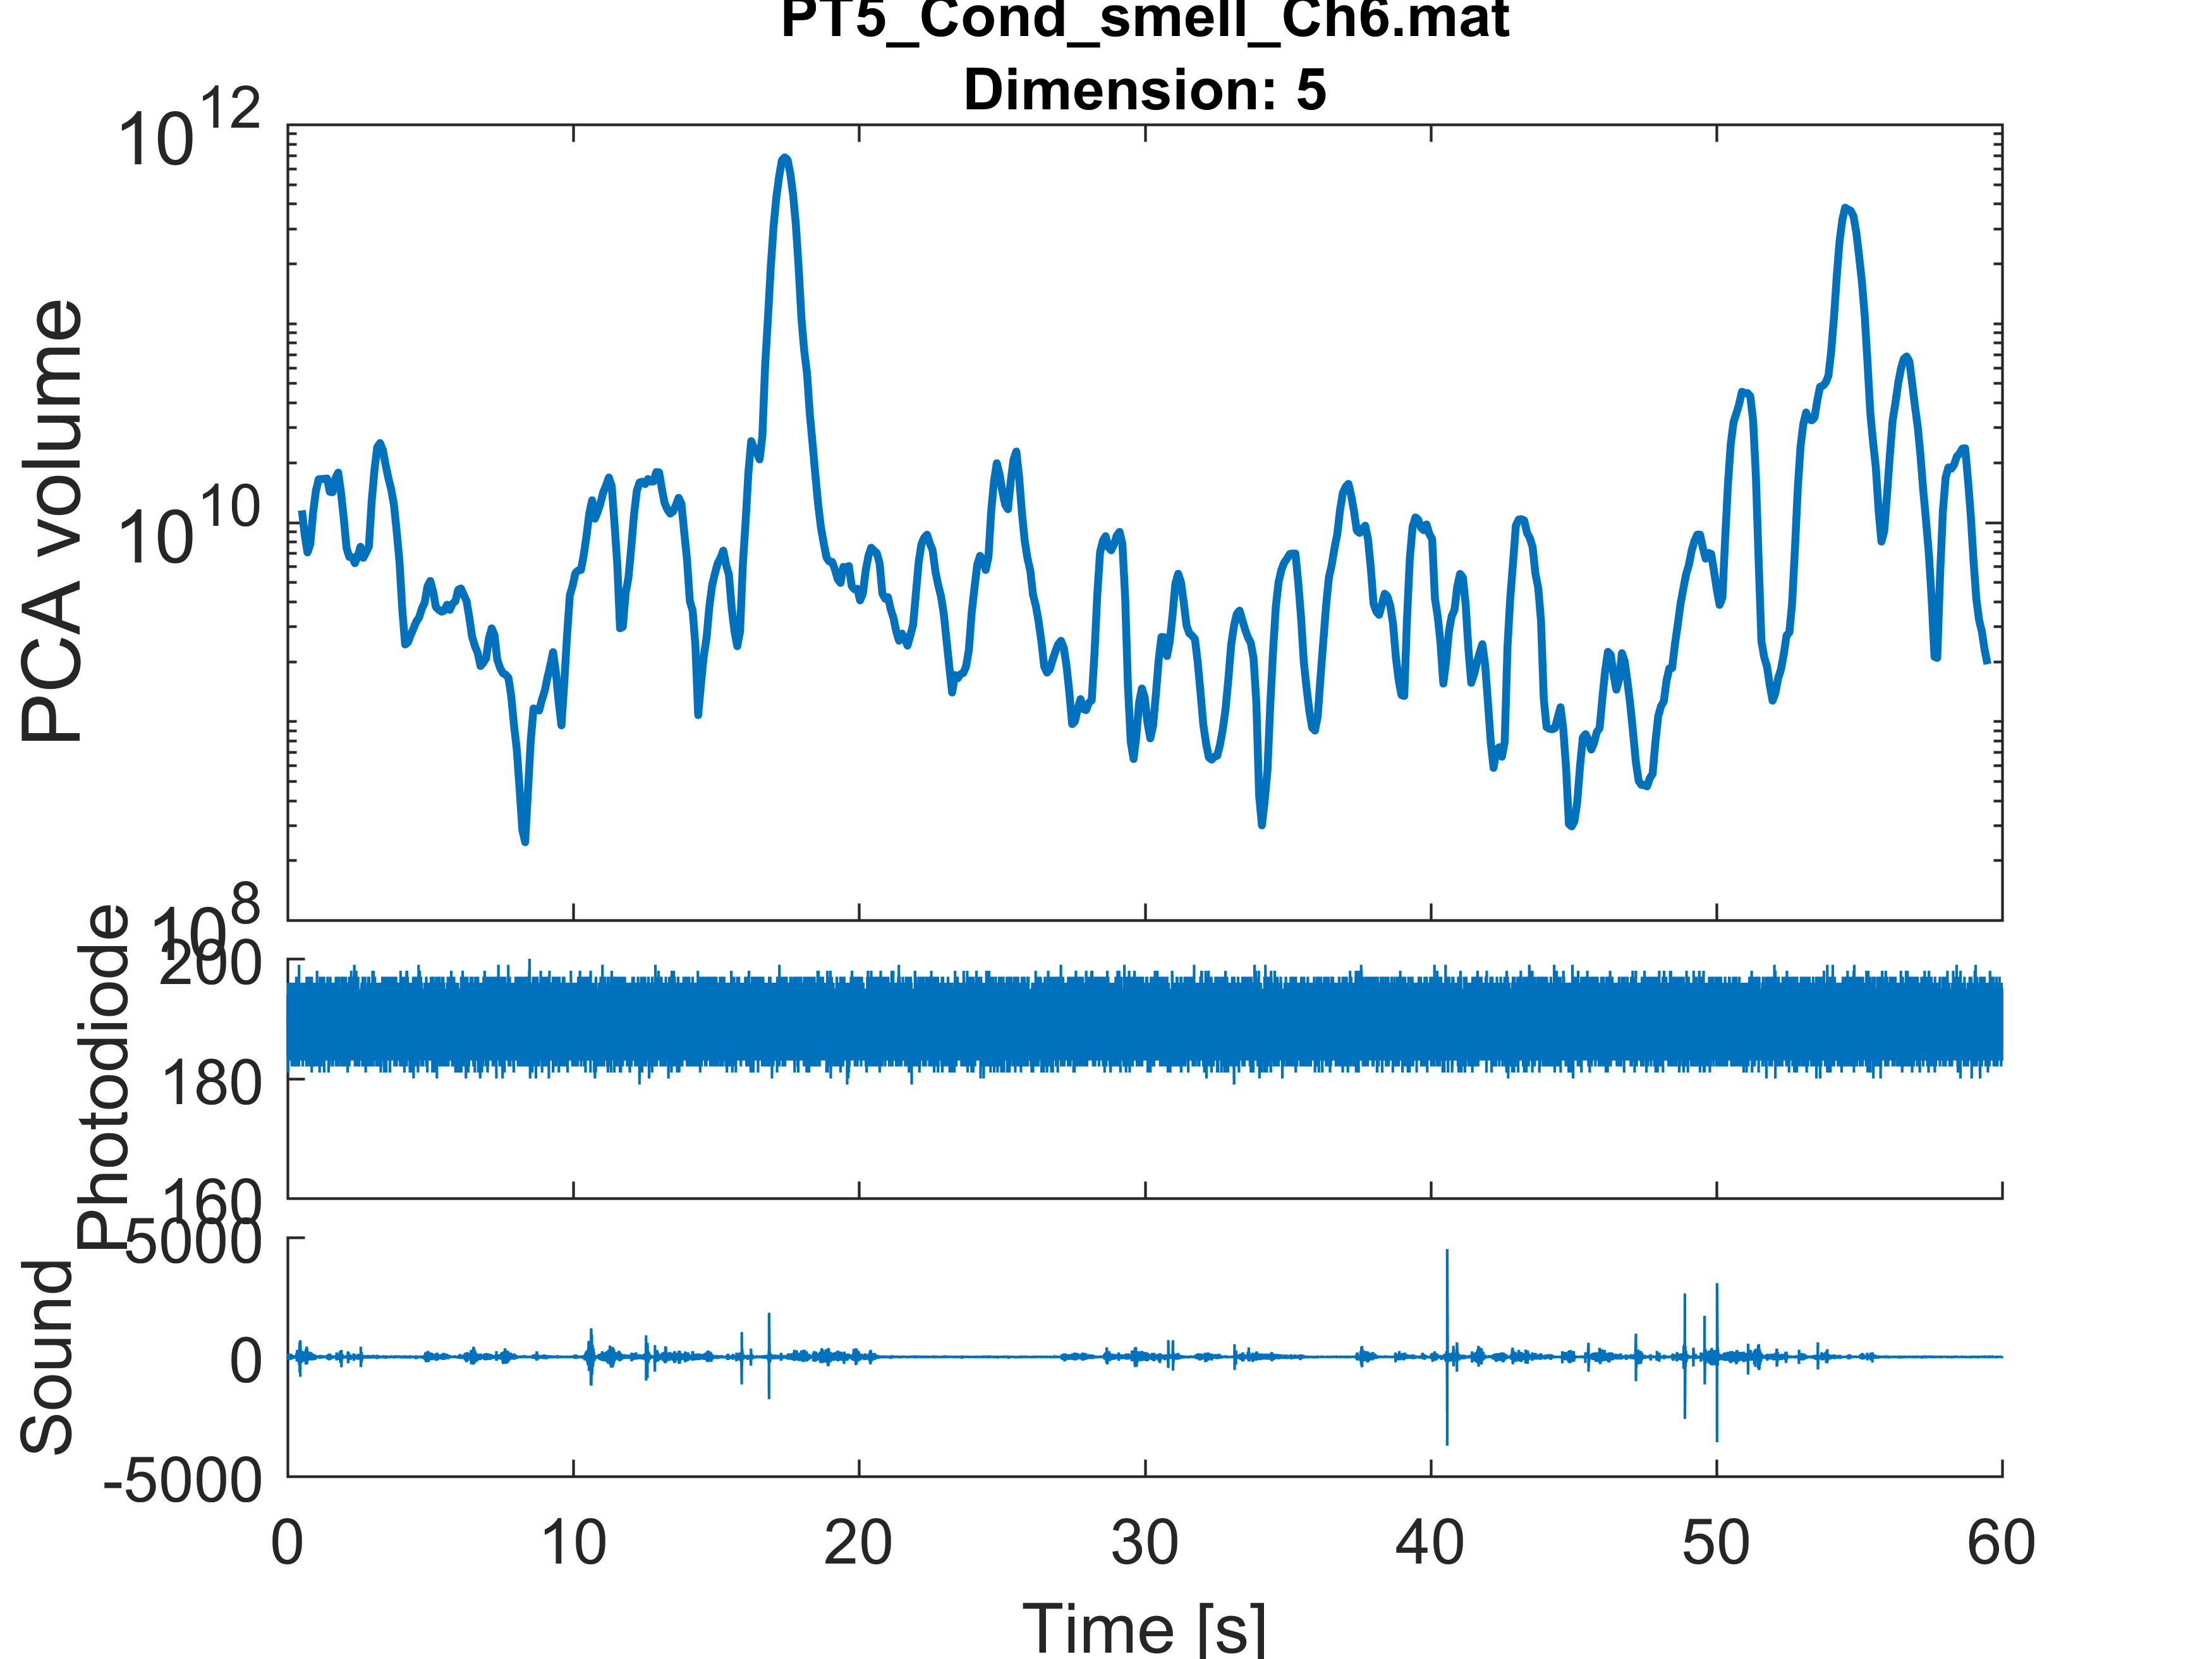 PT5_Cond_smell_Ch6.mat
Dimension: 5
PCA volume
10^12
10^10
10^8
Photodiode
200
180
160
Sound
5000
0
-5000
0 10 20 30 40 50 60
Time [s]